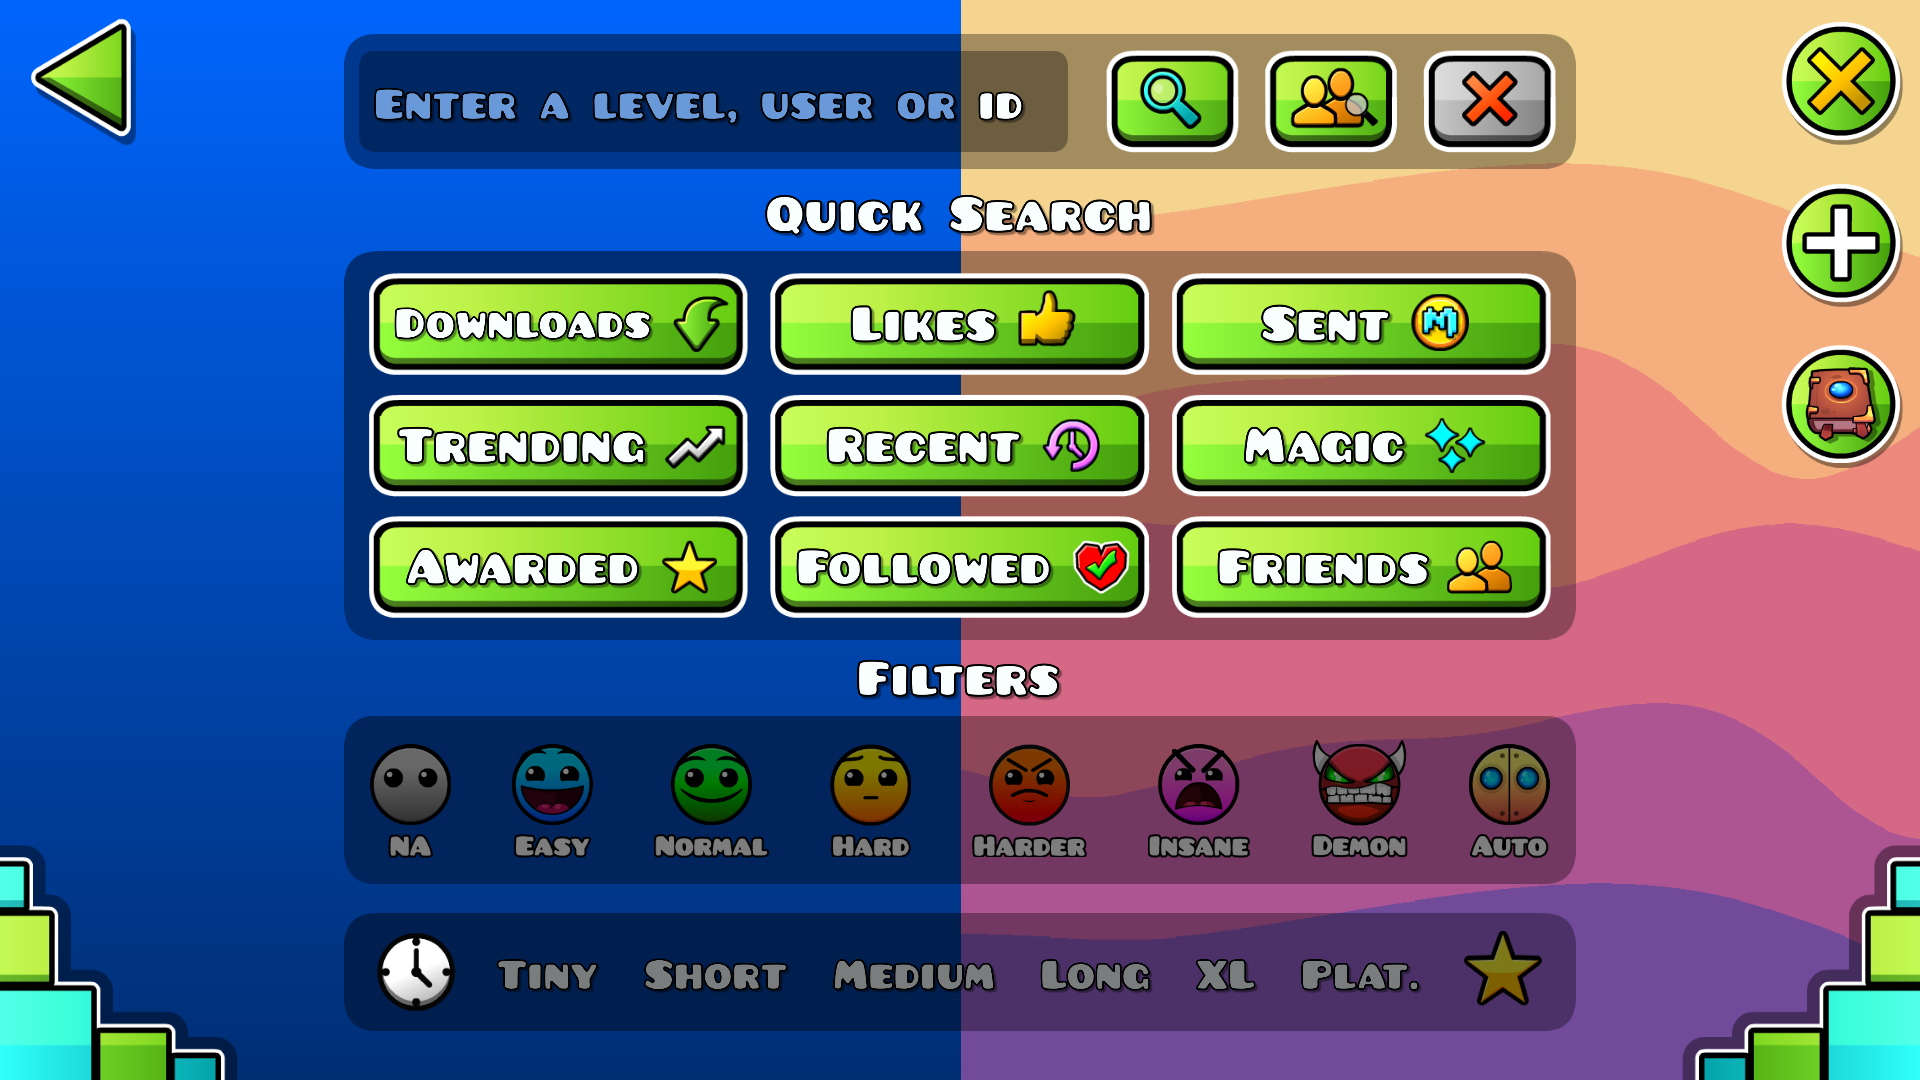 Enter a level, user or id
Quick Search
Downloads
Likes
Sent
Trending
Recent
Magic
Awarded
Followed
Friends
Filters
NA
Easy
Normal
Hard
Harder
Insane
Demon
Auto
Tiny
Short
Medium
Long
XL
Plat.